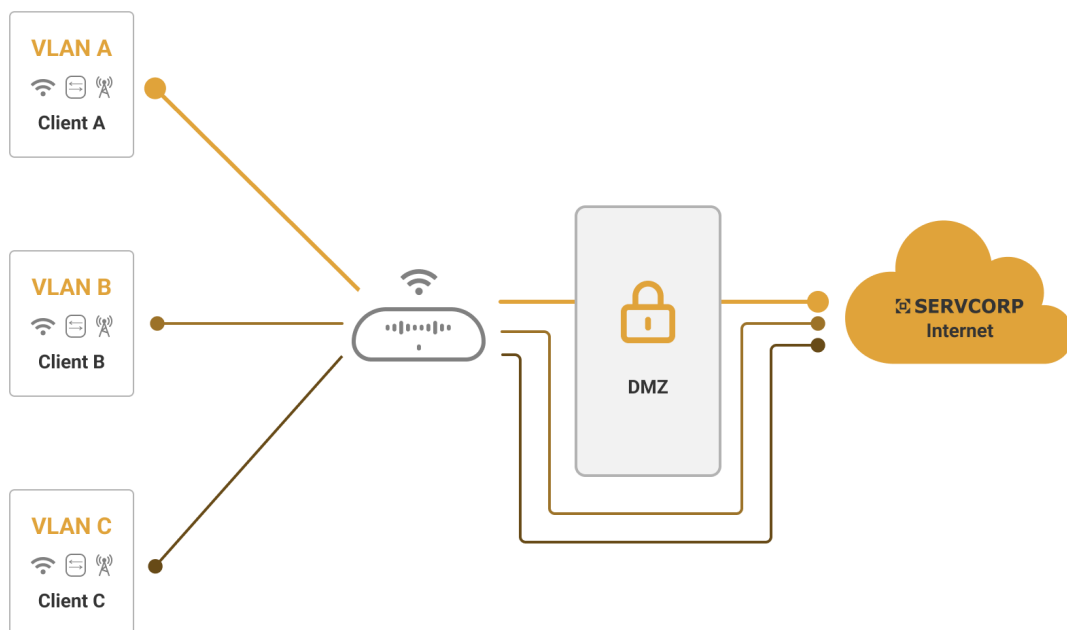 VLAN A
Client A
VLAN B
Client B
VLAN C
Client C
DMZ
SERVCORP
Internet